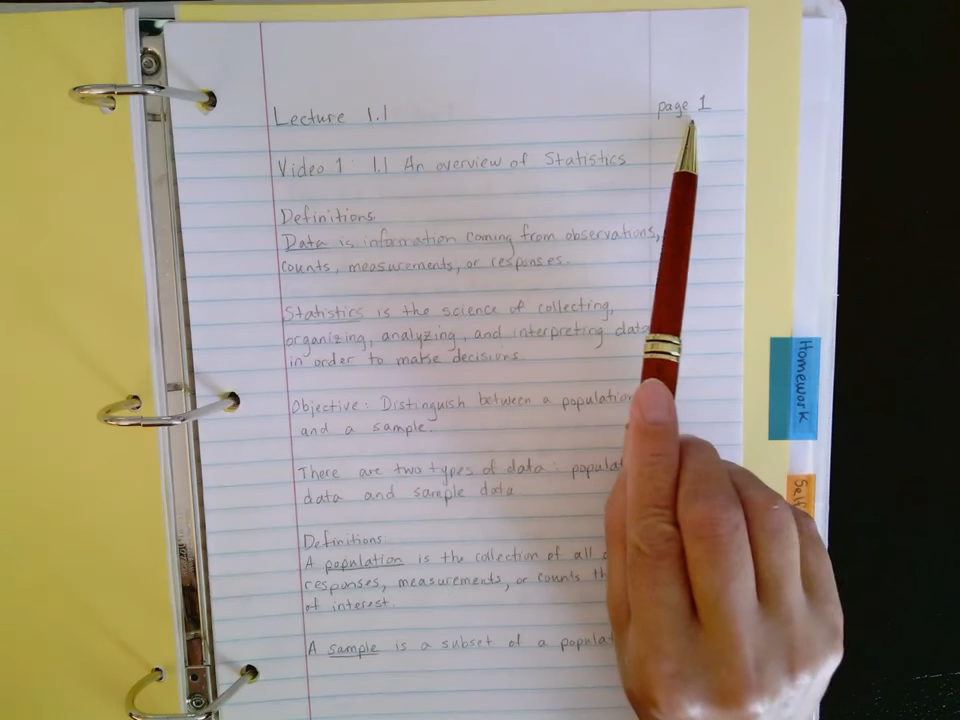 Lecture 1.1
page 1
Video 1: 1.1 An overview of Statistics
Definitions
Data is information coming from observations,
counts, measurements, or responses.
Statistics is the science of collecting,
organizing, analyzing, and interpreting data
in order to make decisions.
Objective: Distinguish between a population
and a sample.
There are two types of data: populat
data and sample data
Definitions
A population is the collection of all
responses, measurements, or counts th
of interest.
A sample is a subset of a populat
Homework
Self